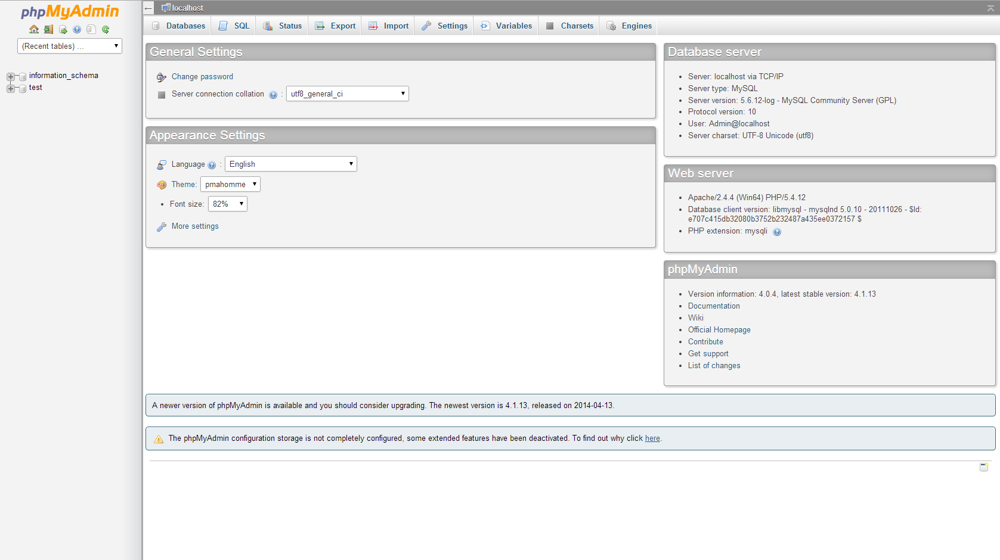 phpMyAdmin
(Recent tables) ...
information_schema
test
localhost
Databases SQL Status Export Import Settings Variables Charsets Engines
General Settings
Change password
Server connection collation : utf8_general_ci
Appearance Settings
Language : English
Theme: pmahomme
Font size: 82%
More settings
Database server
Server: localhost via TCP/IP
Server type: MySQL
Server version: 5.6.12-log - MySQL Community Server (GPL)
Protocol version: 10
User: Admin@localhost
Server charset: UTF-8 Unicode (utf8)
Web server
Apache/2.4.4 (Win64) PHP/5.4.12
Database client version: libmysql - mysqlnd 5.0.10 - 20111026 - $Id:
e707c415db32080b3752b232487a435ee0372157 $
PHP extension: mysqli
phpMyAdmin
Version information: 4.0.4, latest stable version: 4.1.13
Documentation
Wiki
Official Homepage
Contribute
Get support
List of changes
A newer version of phpMyAdmin is available and you should consider upgrading. The newest version is 4.1.13, released on 2014-04-13.
The phpMyAdmin configuration storage is not completely configured, some extended features have been deactivated. To find out why click here.